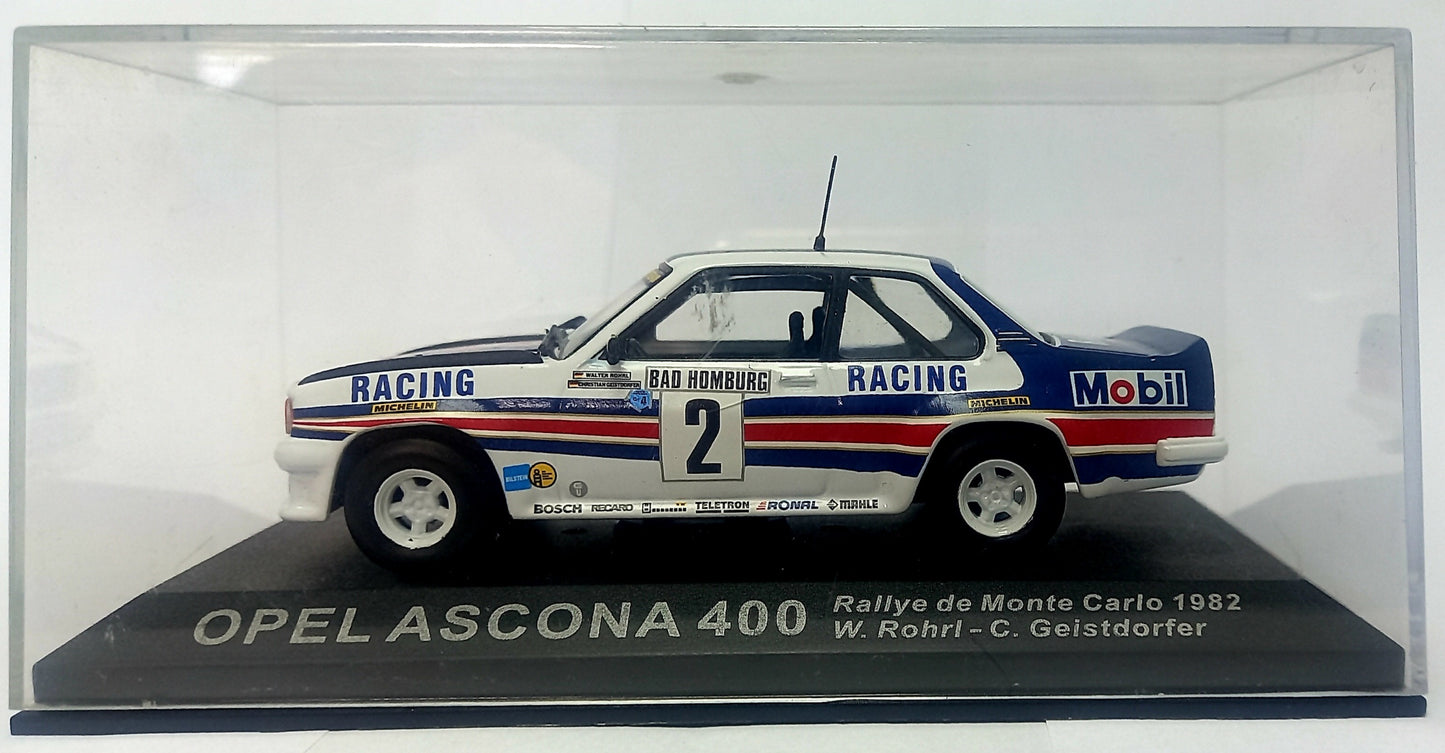 WALTER ROHRL
CHRISTIAN GEISTDORFER
BAD HOMBURG
RACING
RACING
MICHELIN
MICHELIN
Mobil
2
BILSTEIN
BOSCH RECARO TELETRON RONAL MAHLE
OPEL ASCONA 400
Rallye de Monte Carlo 1982
W. Rohrl - C. Geistdorfer